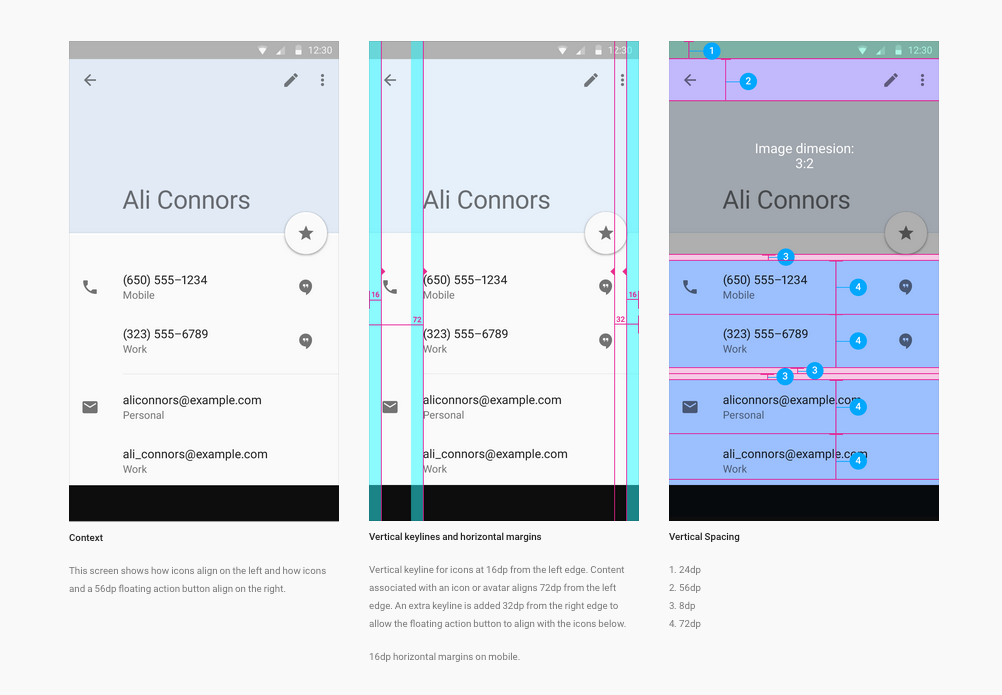 12:30
Ali Connors
(650) 555–1234
Mobile
(323) 555–6789
Work
aliconnors@example.com
Personal
ali_connors@example.com
Work
Context
This screen shows how icons align on the left and how icons
and a 56dp floating action button align on the right.
12:30
Ali Connors
(650) 555–1234
Mobile
16
16
72
32
(323) 555–6789
Work
aliconnors@example.com
Personal
ali_connors@example.com
Work
Vertical keylines and horizontal margins
Vertical keyline for icons at 16dp from the left edge. Content
associated with an icon or avatar aligns 72dp from the left
edge. An extra keyline is added 32dp from the right edge to
allow the floating action button to align with the icons below.
16dp horizontal margins on mobile.
1
12:30
2
Image dimesion:
3:2
Ali Connors
3
(650) 555–1234
4
Mobile
(323) 555–6789
4
Work
3
3
aliconnors@example.com
4
Personal
ali_connors@example.com
4
Work
Vertical Spacing
1. 24dp
2. 56dp
3. 8dp
4. 72dp